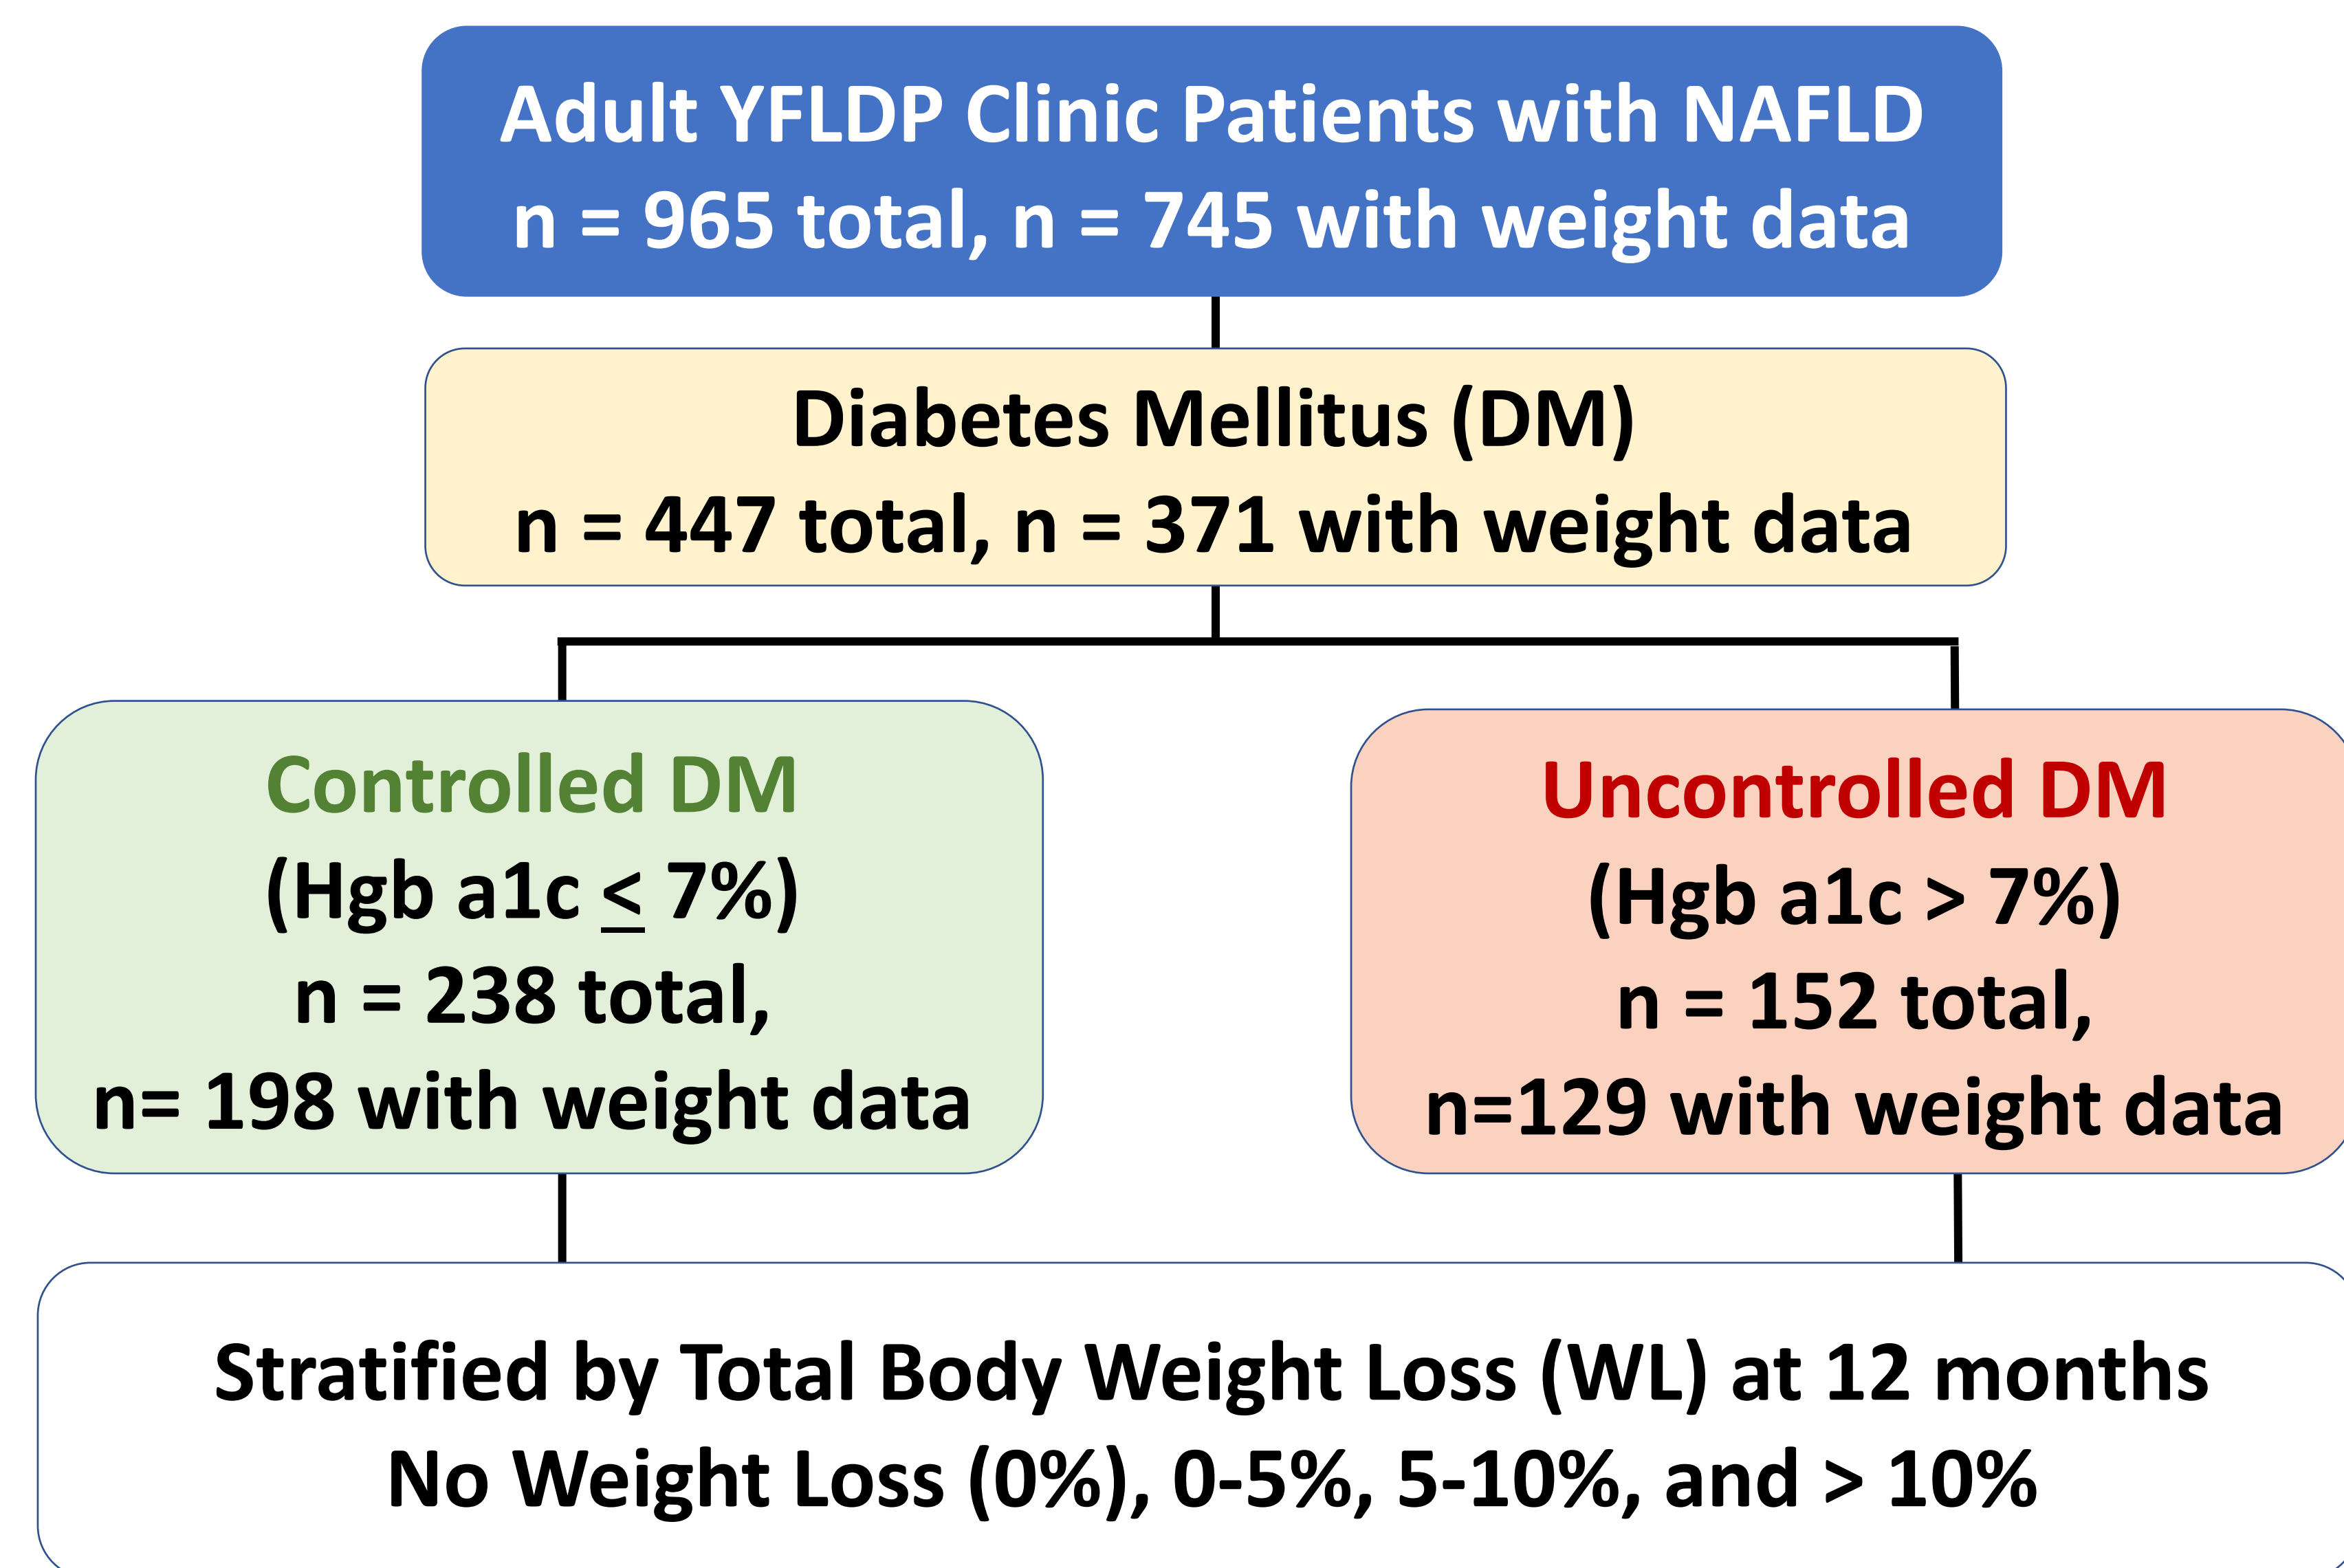 Adult YFLDP Clinic Patients with NAFLD
n = 965 total, n = 745 with weight data
Diabetes Mellitus (DM)
n = 447 total, n = 371 with weight data
Controlled DM
(Hgb a1c ≤ 7%)
n = 238 total,
n= 198 with weight data
Uncontrolled DM
(Hgb a1c > 7%)
n = 152 total,
n=129 with weight data
Stratified by Total Body Weight Loss (WL) at 12 months
No Weight Loss (0%), 0-5%, 5-10%, and > 10%